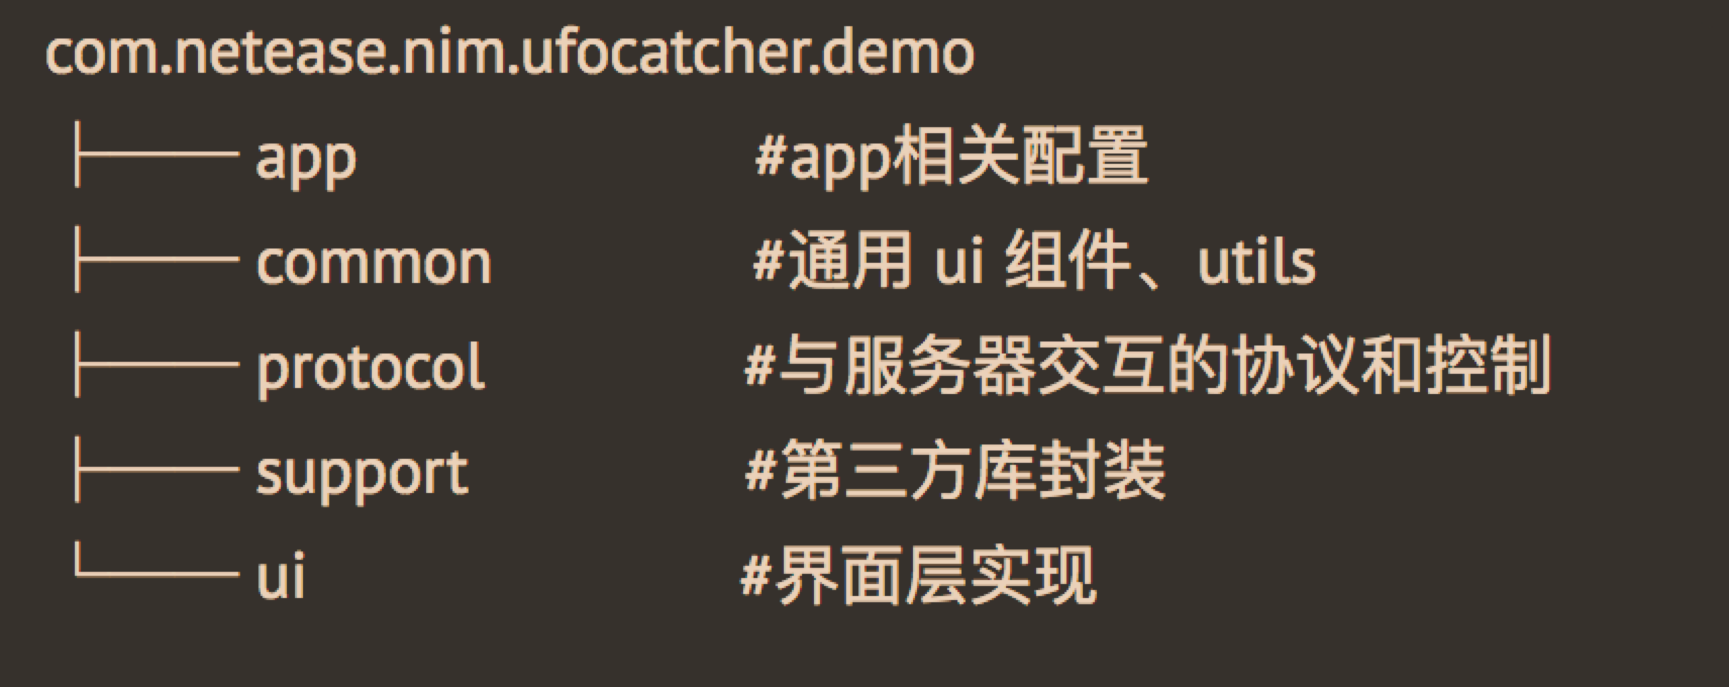 com.netease.nim.ufocatcher.demo
├── app #app相关配置
├── common #通用 ui 组件、utils
├── protocol #与服务器交互的协议和控制
├── support #第三方库封装
└── ui #界面层实现